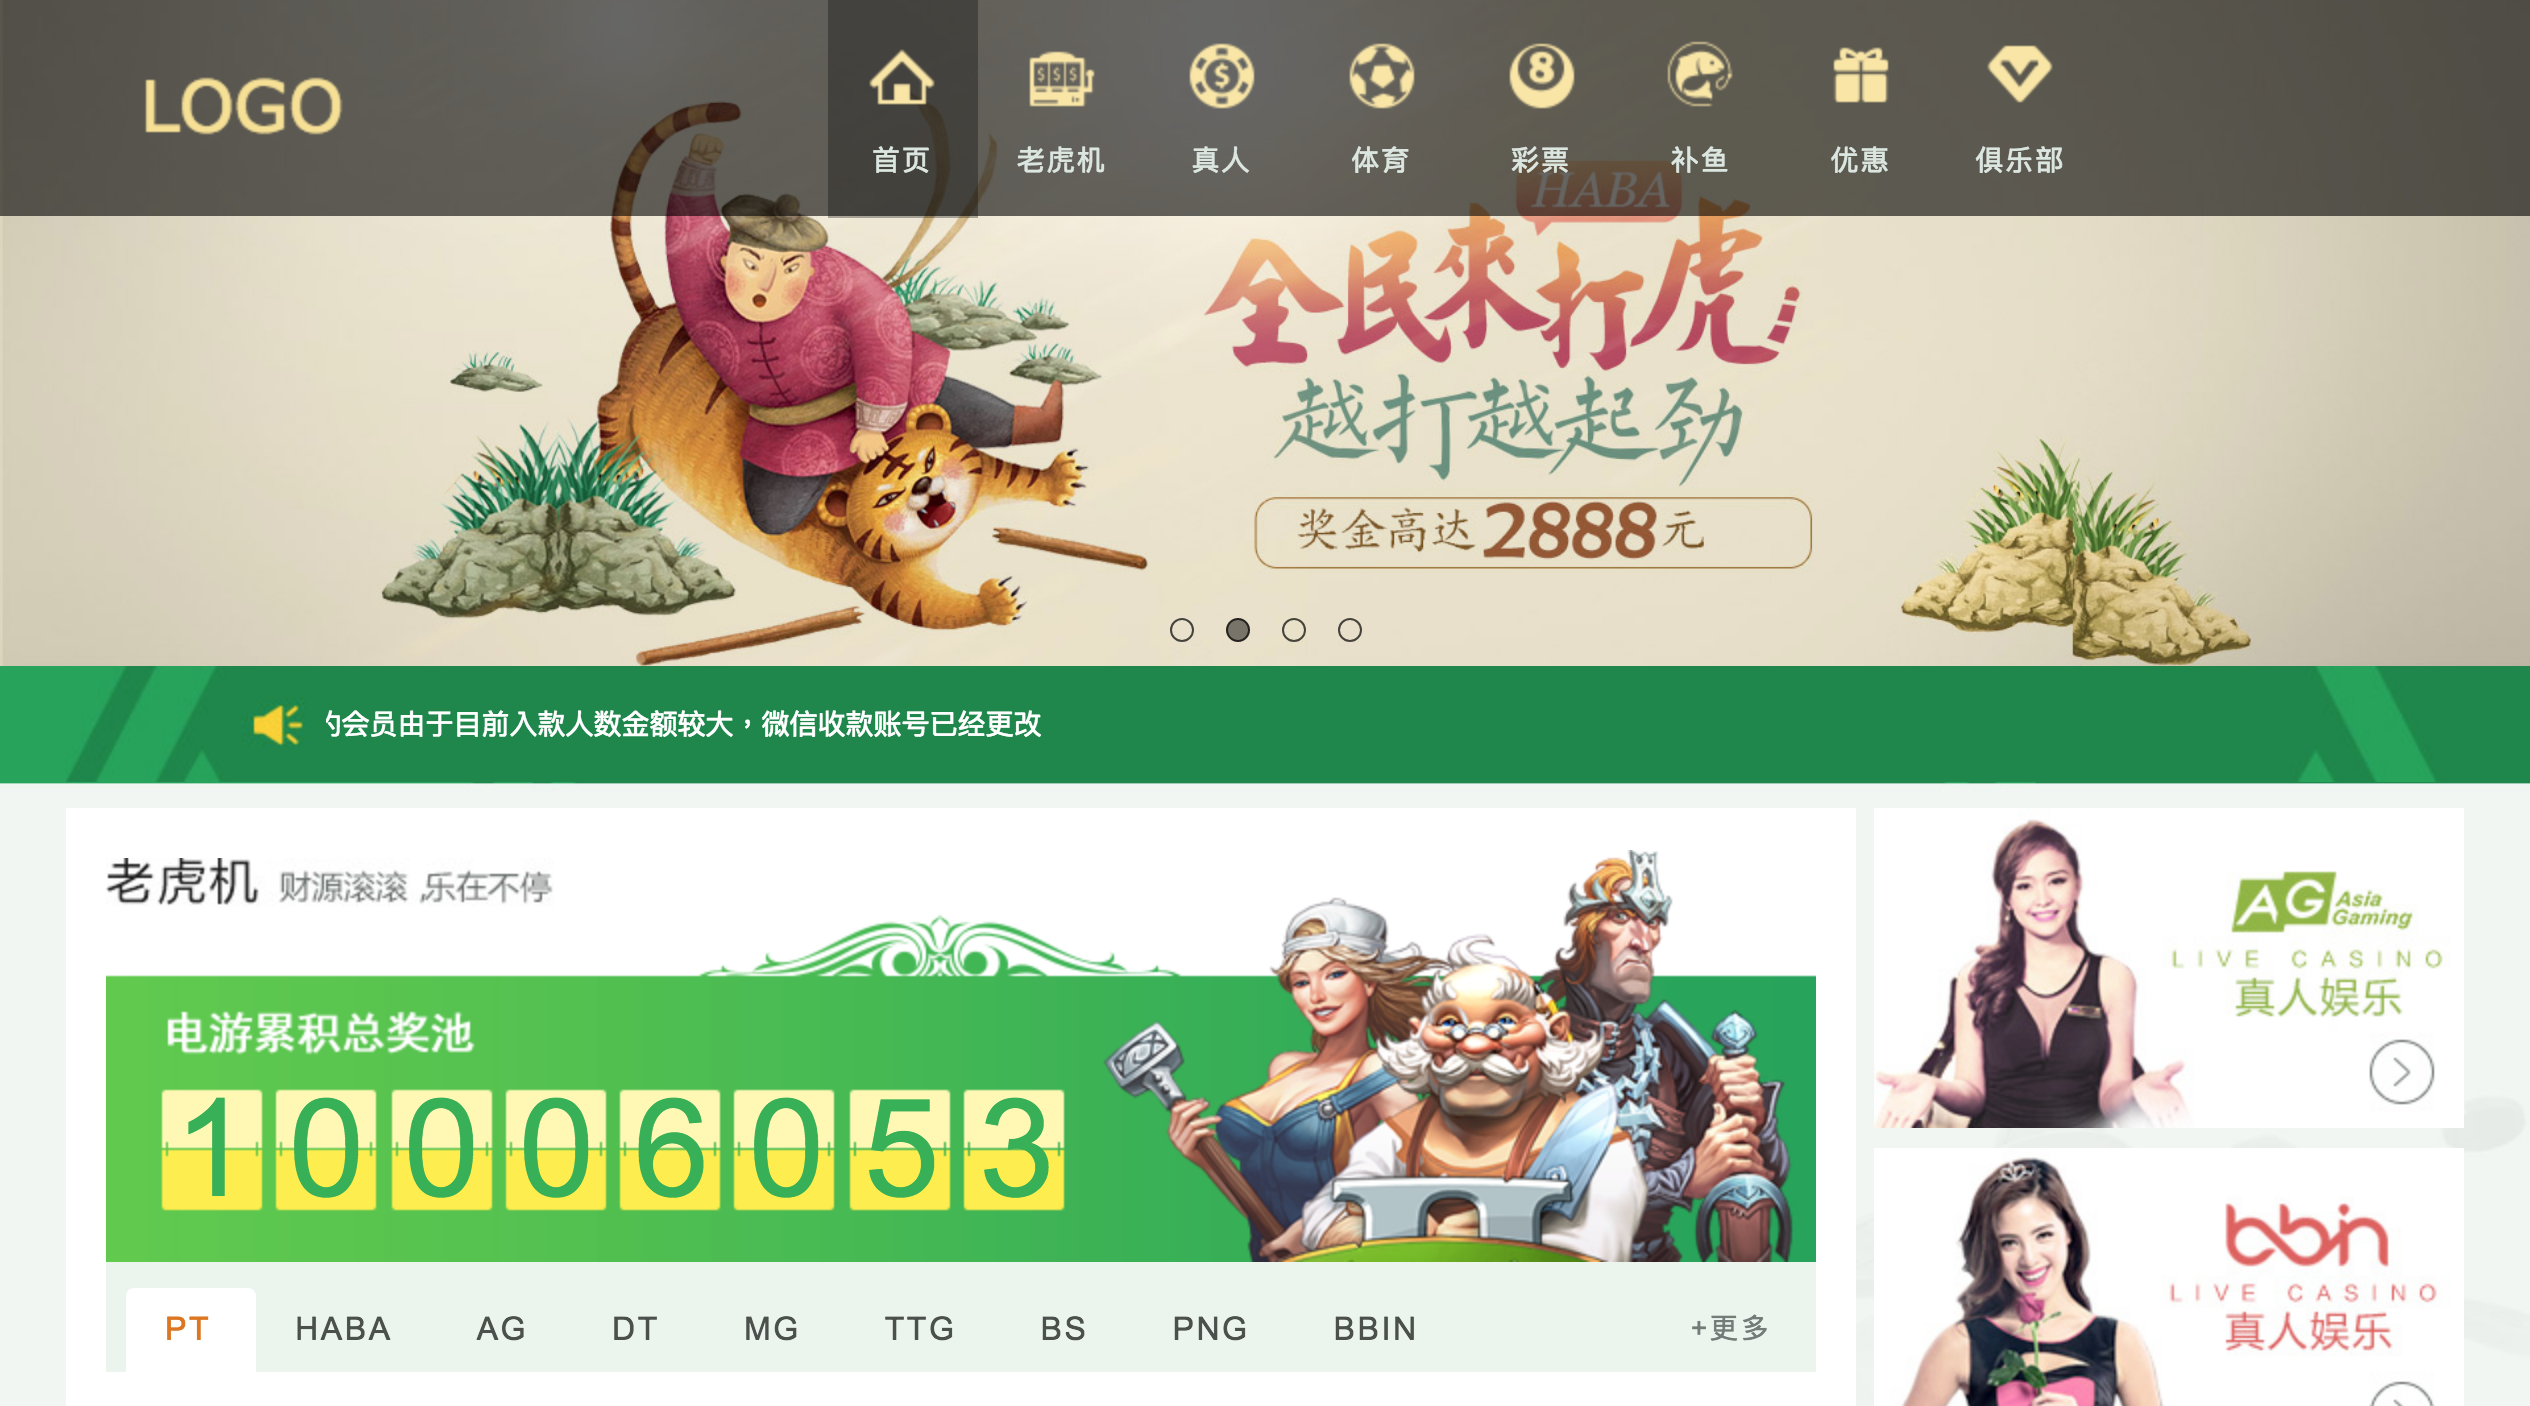 LOGO
首页 老虎机 真人 体育 彩票 补鱼 优惠 俱乐部
HABA
全民來打虎
越打越起劲
奖金高达2888元
会员由于目前入款人数金额较大，微信收款账号已经更改
老虎机 财源滚滚 ,乐在不停
电游累积总奖池
10006053
PT HABA AG DT MG TTG BS PNG BBIN +更多
AG Asia Gaming
LIVE CASINO
真人娱乐
bbin
LIVE CASINO
真人娱乐